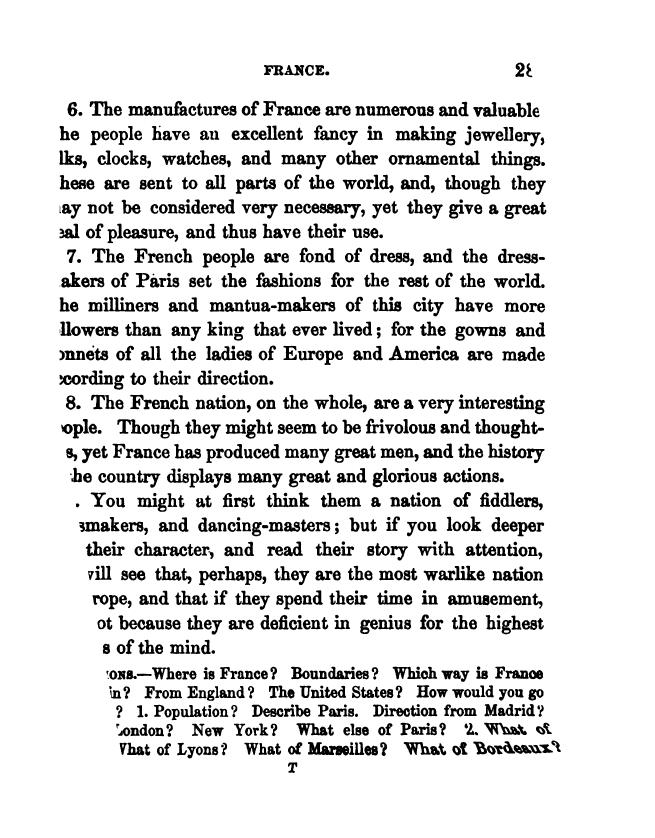 FRANCE. 28
6. The manufactures of France are numerous and valuable
he people have an excellent fancy in making jewellery,
lks, clocks, watches, and many other ornamental things.
hese are sent to all parts of the world, and, though they
ay not be considered very necessary, yet they give a great
eal of pleasure, and thus have their use.
7. The French people are fond of dress, and the dress-
akers of Paris set the fashions for the rest of the world.
he milliners and mantua-makers of this city have more
llowers than any king that ever lived; for the gowns and
onnets of all the ladies of Europe and America are made
ccording to their direction.
8. The French nation, on the whole, are a very interesting
ople. Though they might seem to be frivolous and thought-
s, yet France has produced many great men, and the history
he country displays many great and glorious actions.
. You might at first think them a nation of fiddlers,
smakers, and dancing-masters; but if you look deeper
their character, and read their story with attention,
will see that, perhaps, they are the most warlike nation
rope, and that if they spend their time in amusement,
ot because they are deficient in genius for the highest
s of the mind.
ons.—Where is France? Boundaries? Which way is France
in? From England? The United States? How would you go
? 1. Population? Describe Paris. Direction from Madrid?
London? New York? What else of Paris? 2. What of
What of Lyons? What of Marseilles? What of Bordeaux?
T